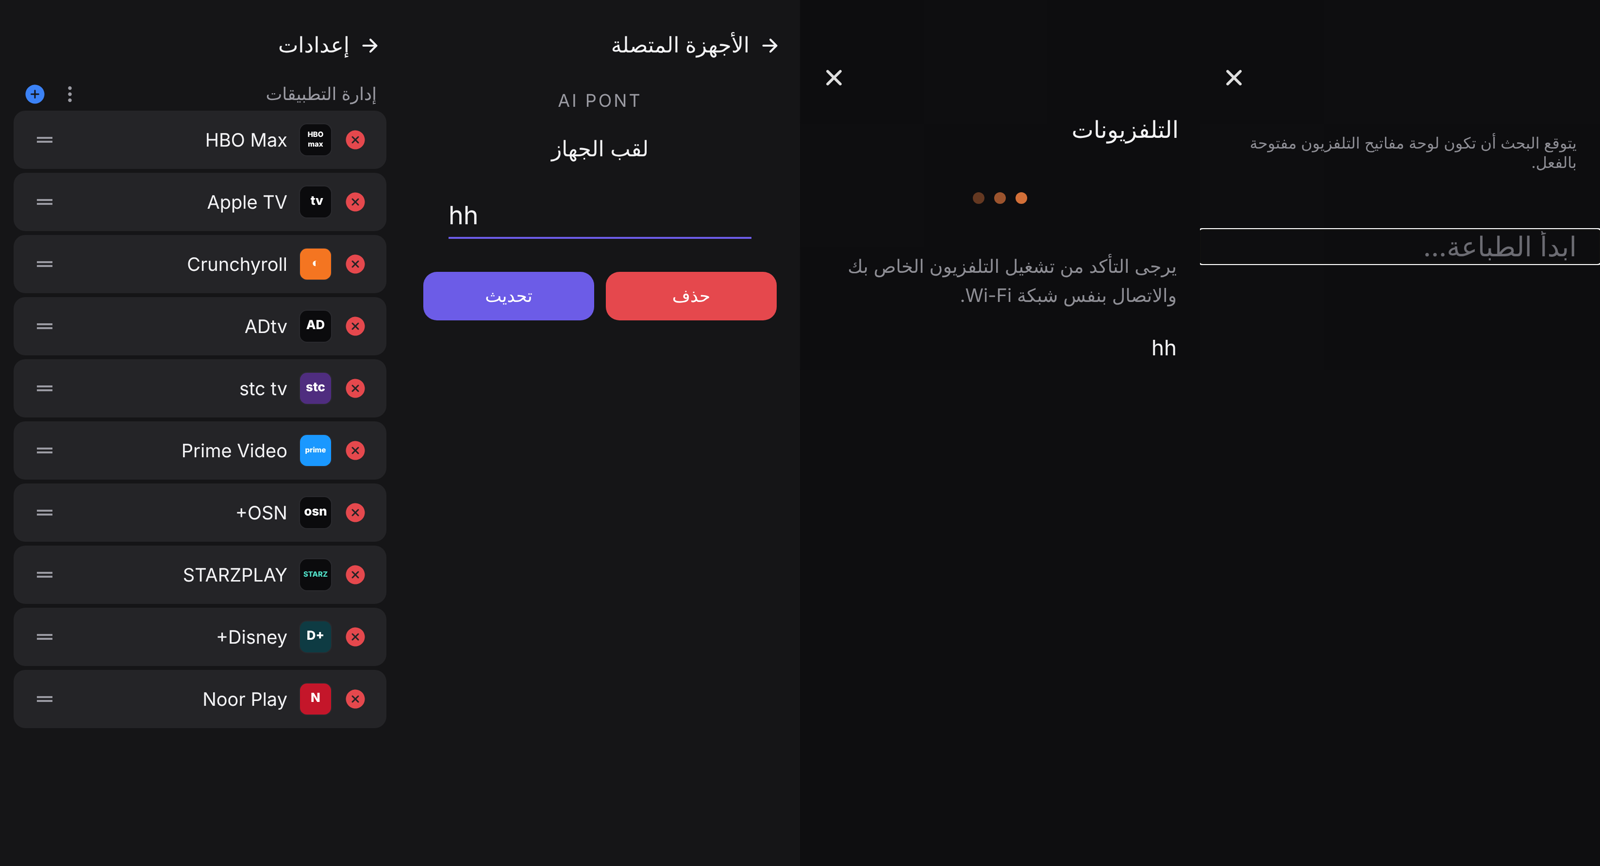 إعدادات
إدارة التطبيقات
HBO Max
HBO
max
Apple TV
tv
Crunchyroll
ADtv
AD
stc tv
stc
Prime Video
prime
+OSN
osn
STARZPLAY
STARZ
+Disney
D+
Noor Play
N
الأجهزة المتصلة
AI PONT
لقب الجهاز
hh
تحديث
حذف
التلفزيونات
يرجى التأكد من تشغيل التلفزيون الخاص بك
والاتصال بنفس شبكة Wi-Fi.
hh
يتوقع البحث أن تكون لوحة مفاتيح التلفزيون مفتوحة
بالفعل.
ابدأ الطباعة...